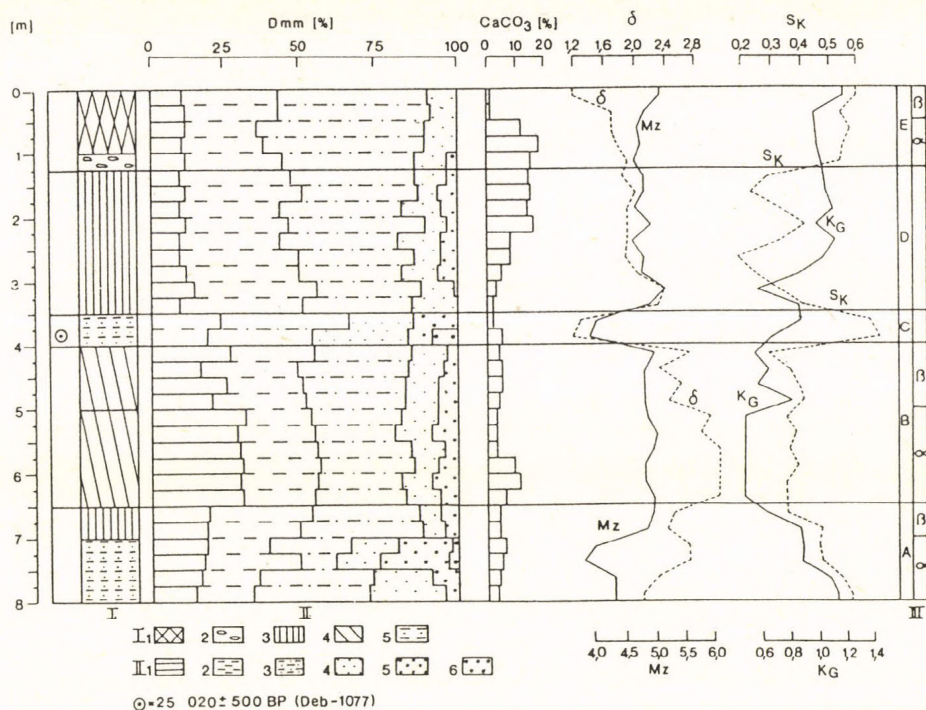 [m] Dmm [%] CaCO3 [%] δ SK
0 25 50 75 100 0 10 20 1,2 1,6 2,0 2,4 2,8 0,2 0,3 0,4 0,5 0,6
0
1
2
3
4
5
6
7
8
δ Mz
SK
KG
SK
KG
δ
Mz
β
E
α
D
C
β
B
α
β
A
α
I II III
I 1 2 3 4 5
II 1 2 3 4 5 6
4,0 4,5 5,0 5,5 6,0 0,6 0,8 1,0 1,2 1,4
Mz KG
⊙=25 020 ± 500 BP (Deb-1077)